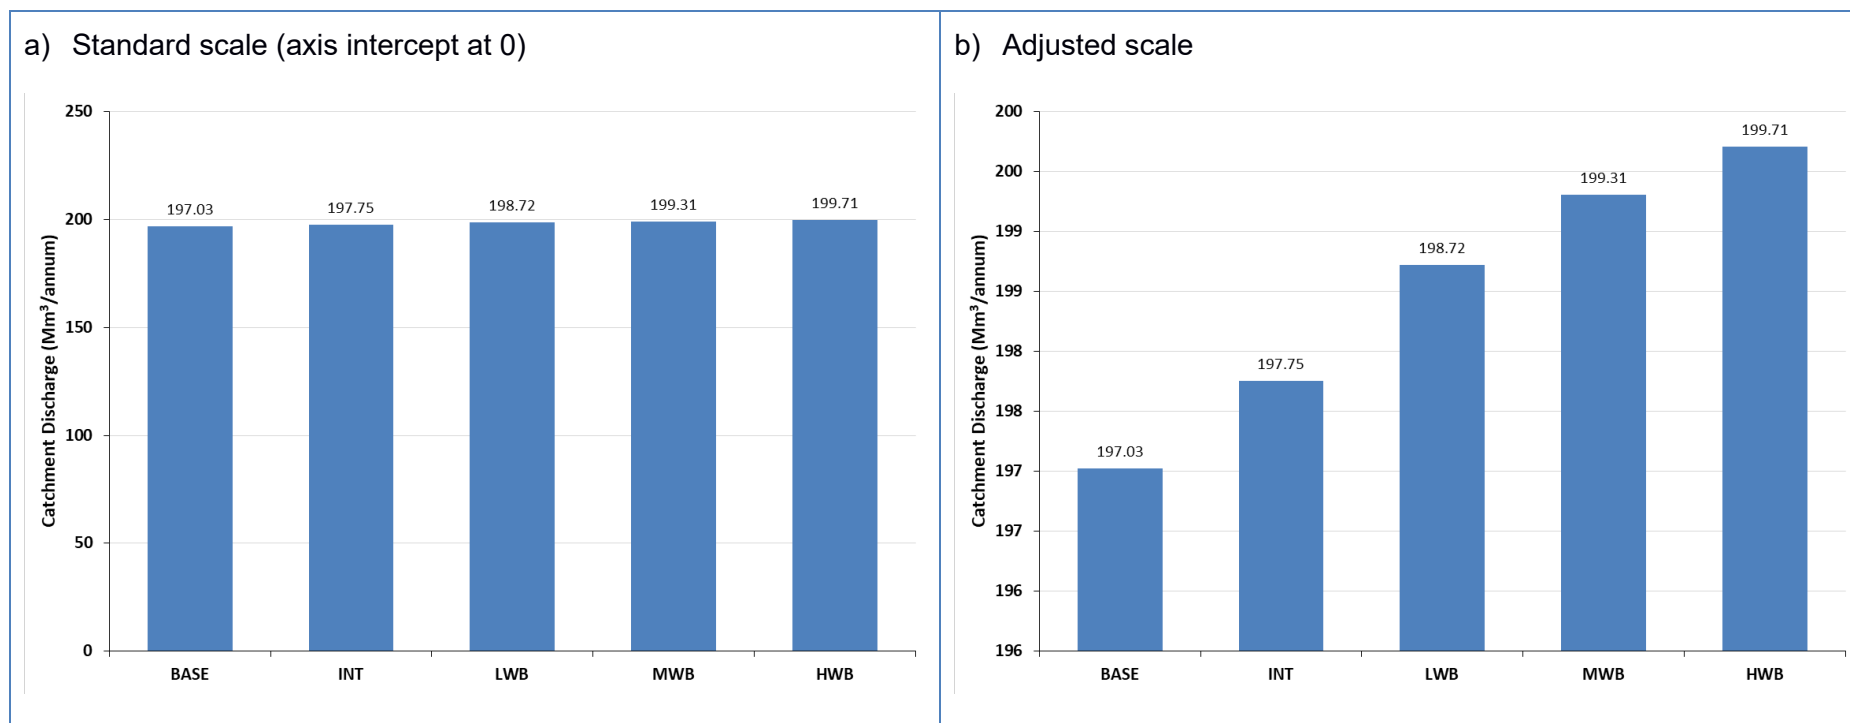 a) Standard scale (axis intercept at 0)
250
200
150
100
50
0
Catchment Discharge (Mm³/annum)
197.03
197.75
198.72
199.31
199.71
BASE
INT
LWB
MWB
HWB
b) Adjusted scale
200
200
199
199
198
198
197
197
196
196
Catchment Discharge (Mm³/annum)
197.03
197.75
198.72
199.31
199.71
BASE
INT
LWB
MWB
HWB